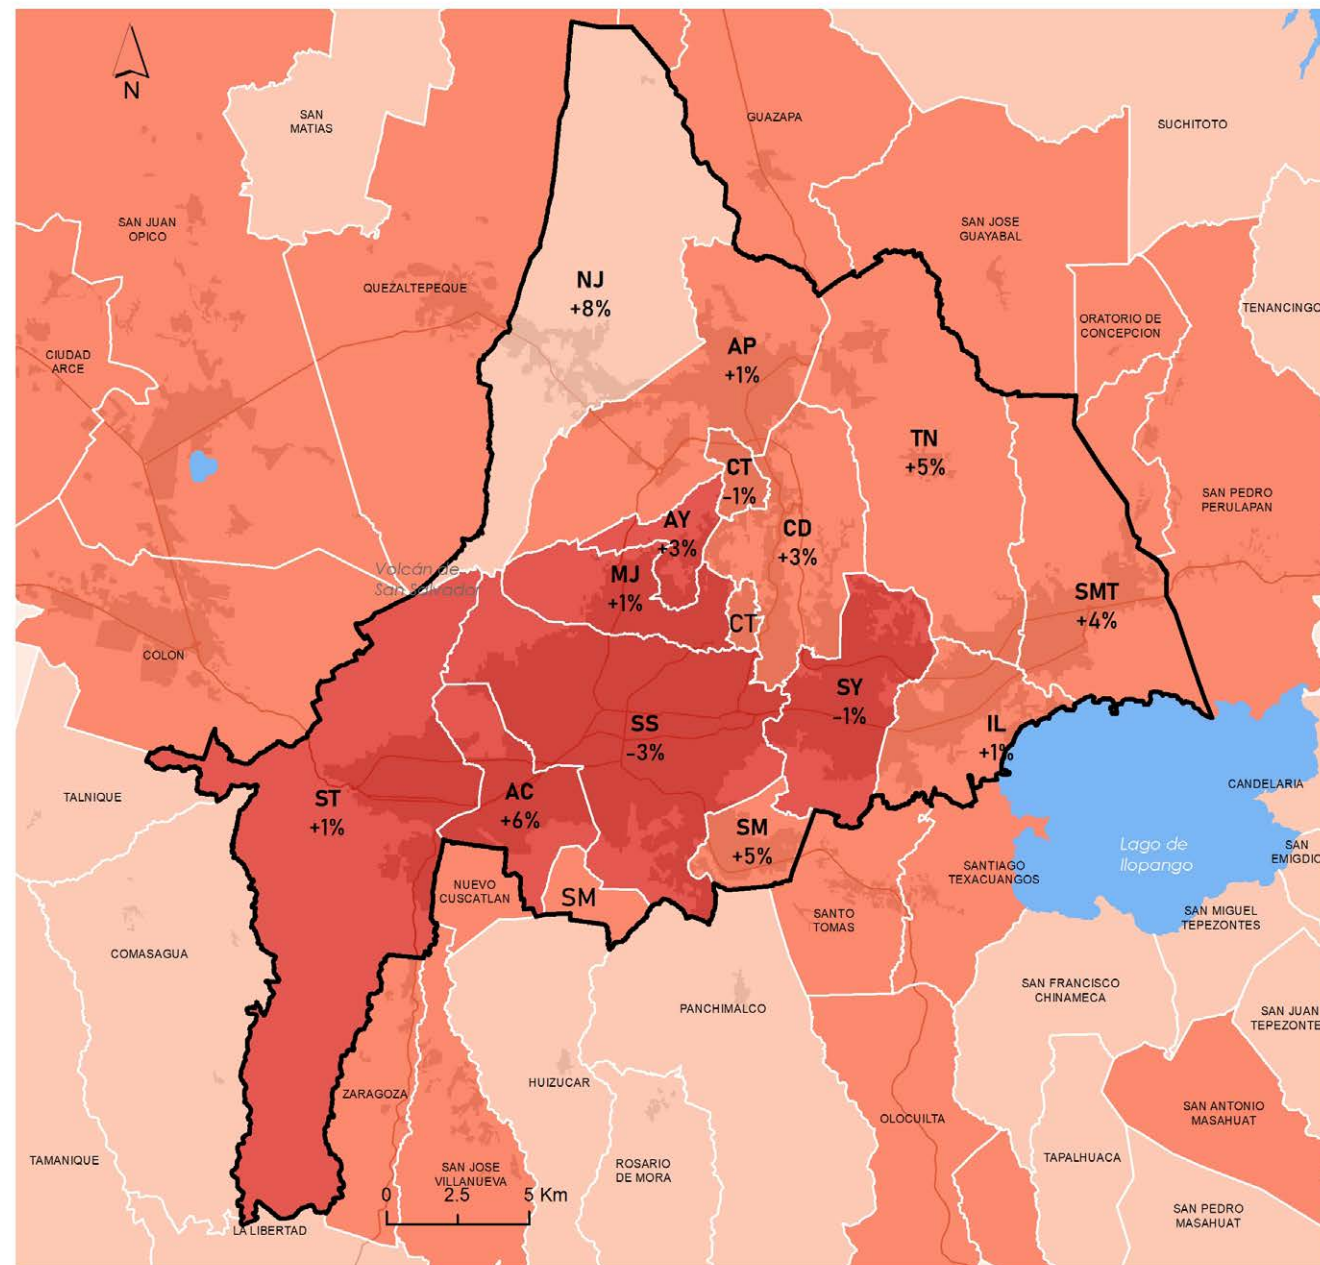 N
SAN
MATIAS
GUAZAPA
SUCHITOTO
SAN JUAN
OPICO
SAN JOSE
GUAYABAL
QUEZALTEPEQUE
NJ
+8%
TENANCINGO
ORATORIO DE
CONCEPCION
CIUDAD
ARCE
AP
+1%
TN
+5%
CT
-1%
SAN PEDRO
PERULAPAN
AY
+3%
CD
+3%
Volcán de
San Salvador
MJ
+1%
SMT
+4%
CT
COLON
SY
-1%
SS
-3%
IL
+1%
TALNIQUE
ST
+1%
AC
+6%
CANDELARIA
SM
+5%
Lago de
Ilopango
SAN
EMIGDIO
SANTIAGO
TEXACUANGOS
NUEVO
CUSCATLAN
SM
SANTO
TOMAS
SAN MIGUEL
TEPEZONTES
COMASAGUA
SAN FRANCISCO
CHINAMECA
PANCHIMALCO
SAN JUAN
TEPEZONTE
HUIZUCAR
ZARAGOZA
OLOCUILTA
SAN ANTONIO
MASAHUAT
TAMANIQUE
SAN JOSE
VILLANUEVA
ROSARIO
DE MORA
TAPALHUACA
0 2.5 5 Km
SAN PEDRO
MASAHUAT
LA LIBERTAD